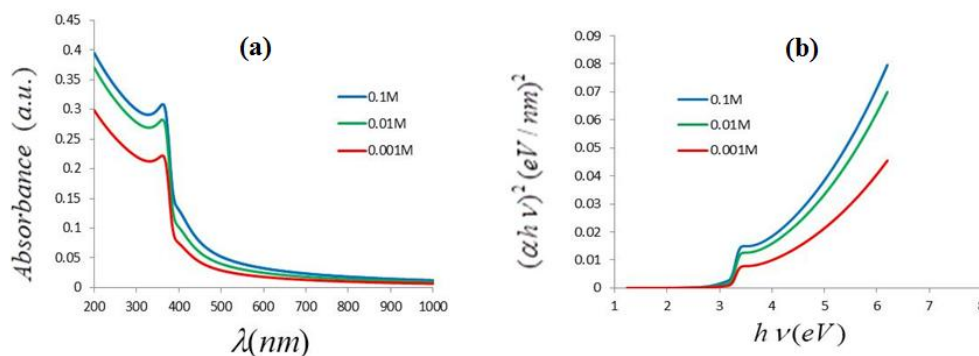 (a)
Absorbance (a.u.)
0.45
0.4
0.35
0.3
0.25
0.2
0.15
0.1
0.05
0
200 300 400 500 600 700 800 900 1000
λ(nm)
0.1M
0.01M
0.001M
(b)
(αh ν)² (eV/nm)²
0.09
0.08
0.07
0.06
0.05
0.04
0.03
0.02
0.01
0
1 2 3 4 5 6 7 8
h ν(eV)
0.1M
0.01M
0.001M